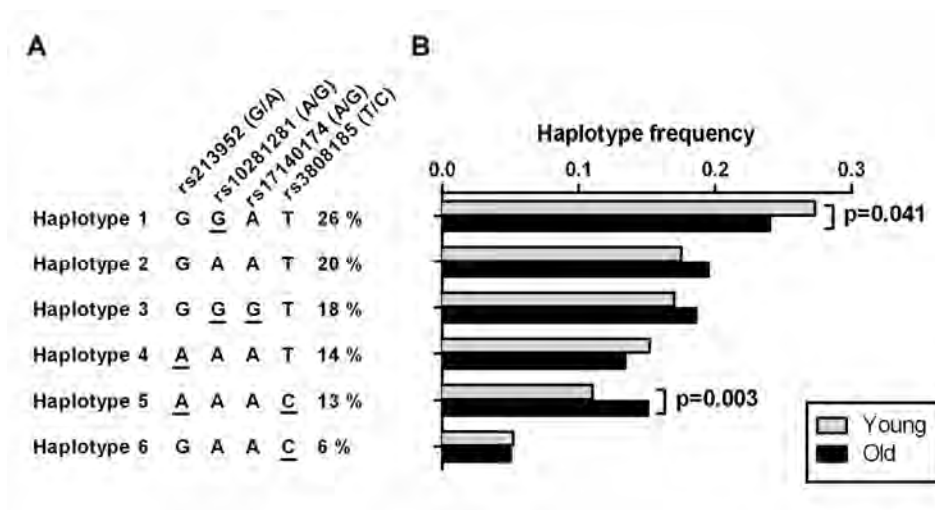 A
B
rs213952 (G/A)
rs10281281 (A/G)
rs17140174 (A/G)
rs3808185 (T/C)
Haplotype frequency
0.0 0.1 0.2 0.3
Haplotype 1 G G A T 26 %
p=0.041
Haplotype 2 G A A T 20 %
Haplotype 3 G G G T 18 %
Haplotype 4 A A A T 14 %
Haplotype 5 A A A C 13 %
p=0.003
Haplotype 6 G A A C 6 %
Young
Old